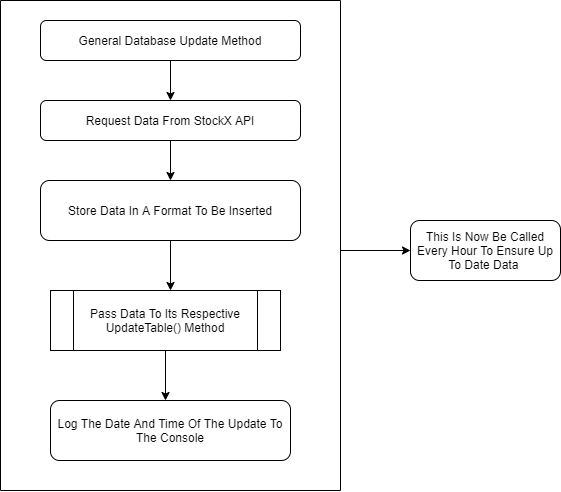 General Database Update Method
Request Data From StockX API
Store Data In A Format To Be Inserted
This Is Now Be Called
Every Hour To Ensure Up
To Date Data
Pass Data To Its Respective
UpdateTable() Method
Log The Date And Time Of The Update To
The Console